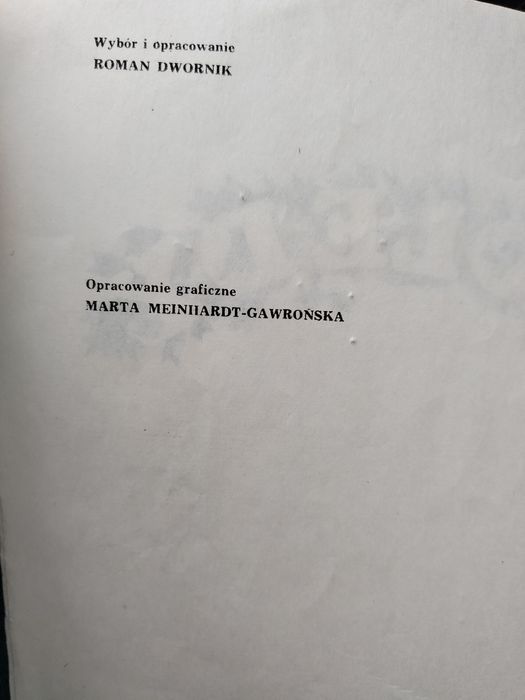 Wybór i opracowanie
ROMAN DWORNIK
Opracowanie graficzne
MARTA MEINHARDT-GAWROŃSKA